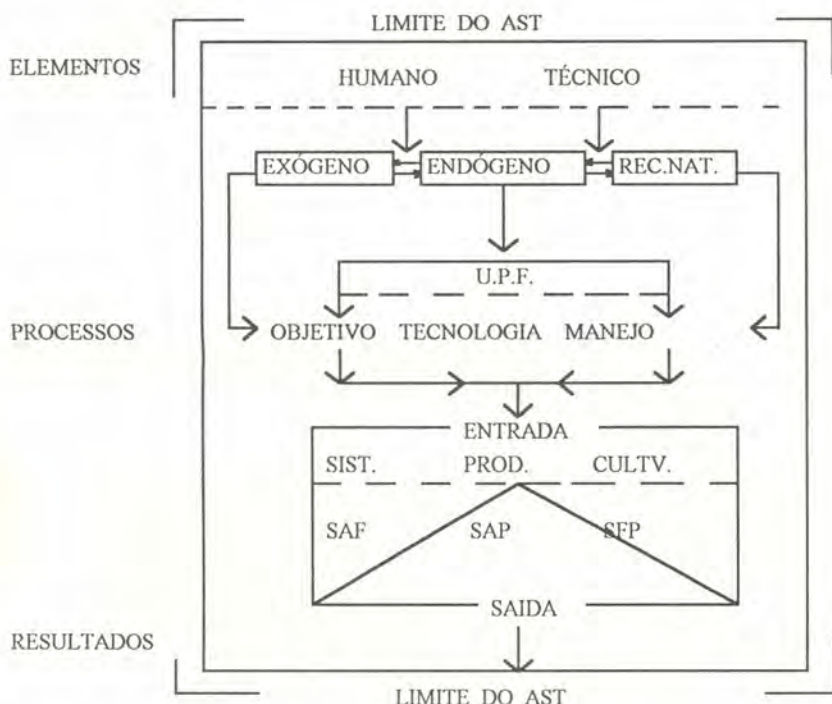 LIMITE DO AST
ELEMENTOS
HUMANO TÉCNICO
EXÓGENO ENDÓGENO REC.NAT.
U.P.F.
PROCESSOS
OBJETIVO TECNOLOGIA MANEJO
ENTRADA
SIST. PROD. CULTV.
SAF SAP SFP
SAIDA
RESULTADOS
LIMITE DO AST